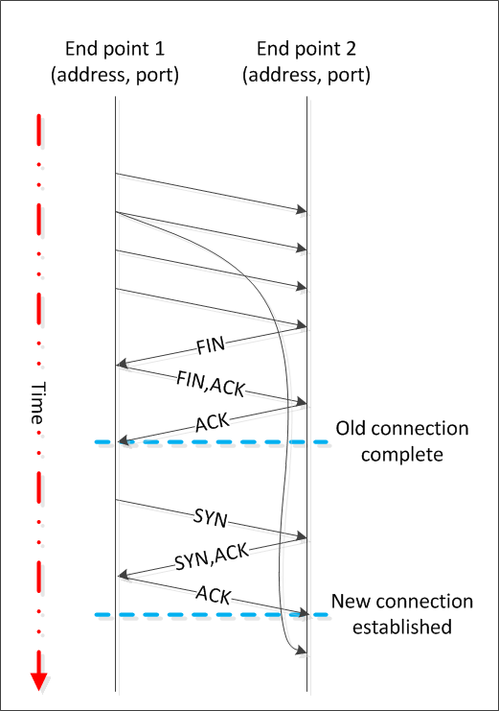 End point 1
(address, port)
End point 2
(address, port)
Time
FIN
FIN,ACK
ACK
Old connection
complete
SYN
SYN,ACK
ACK
New connection
established